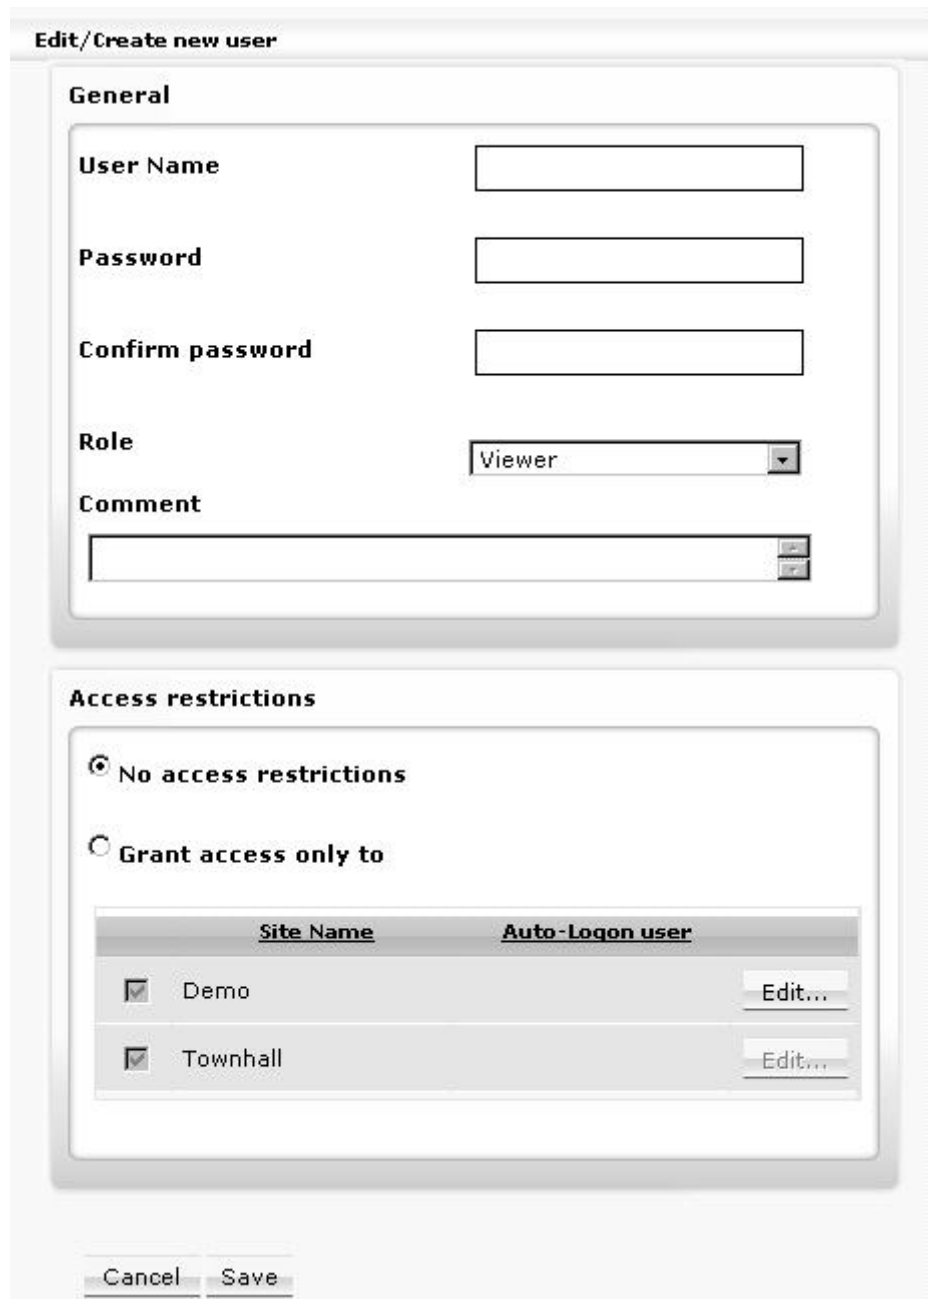 Edit/Create new user
General
User Name
Password
Confirm password
Role
Viewer
Comment
Access restrictions
No access restrictions
Grant access only to
Site Name Auto-Logon user
Demo Edit...
Townhall Edit...
Cancel Save